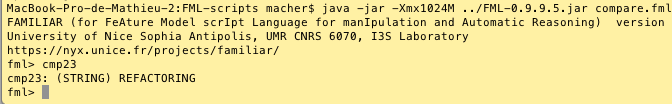 MacBook-Pro-de-Mathieu-2:FML-scripts macher$ java -jar -Xmx1024M ../FML-0.9.9.5.jar compare.fml
FAMILIAR (for FeAture Model scrIpt Language for manIpulation and Automatic Reasoning)  version
University of Nice Sophia Antipolis, UMR CNRS 6070, I3S Laboratory
https://nyx.unice.fr/projects/familiar/
fml> cmp23
cmp23: (STRING) REFACTORING
fml>